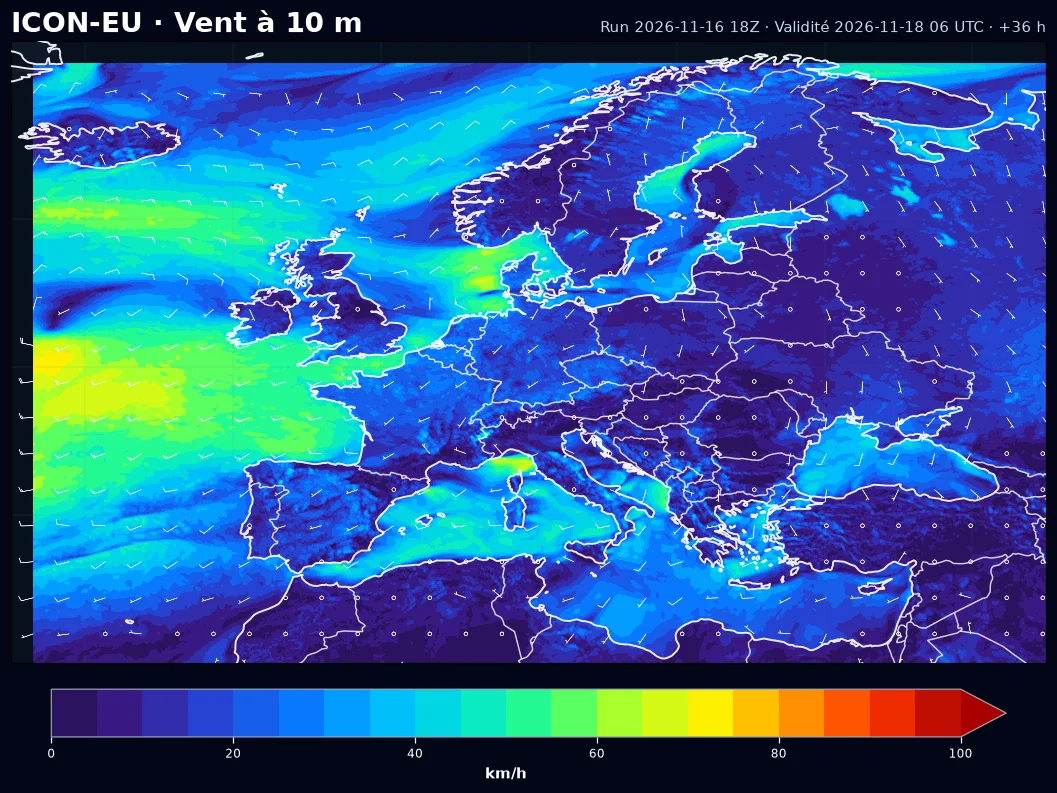 ICON-EU · Vent à 10 m
Run 2026-11-16 18Z · Validité 2026-11-18 06 UTC · +36 h
0 20 40 60 80 100
km/h